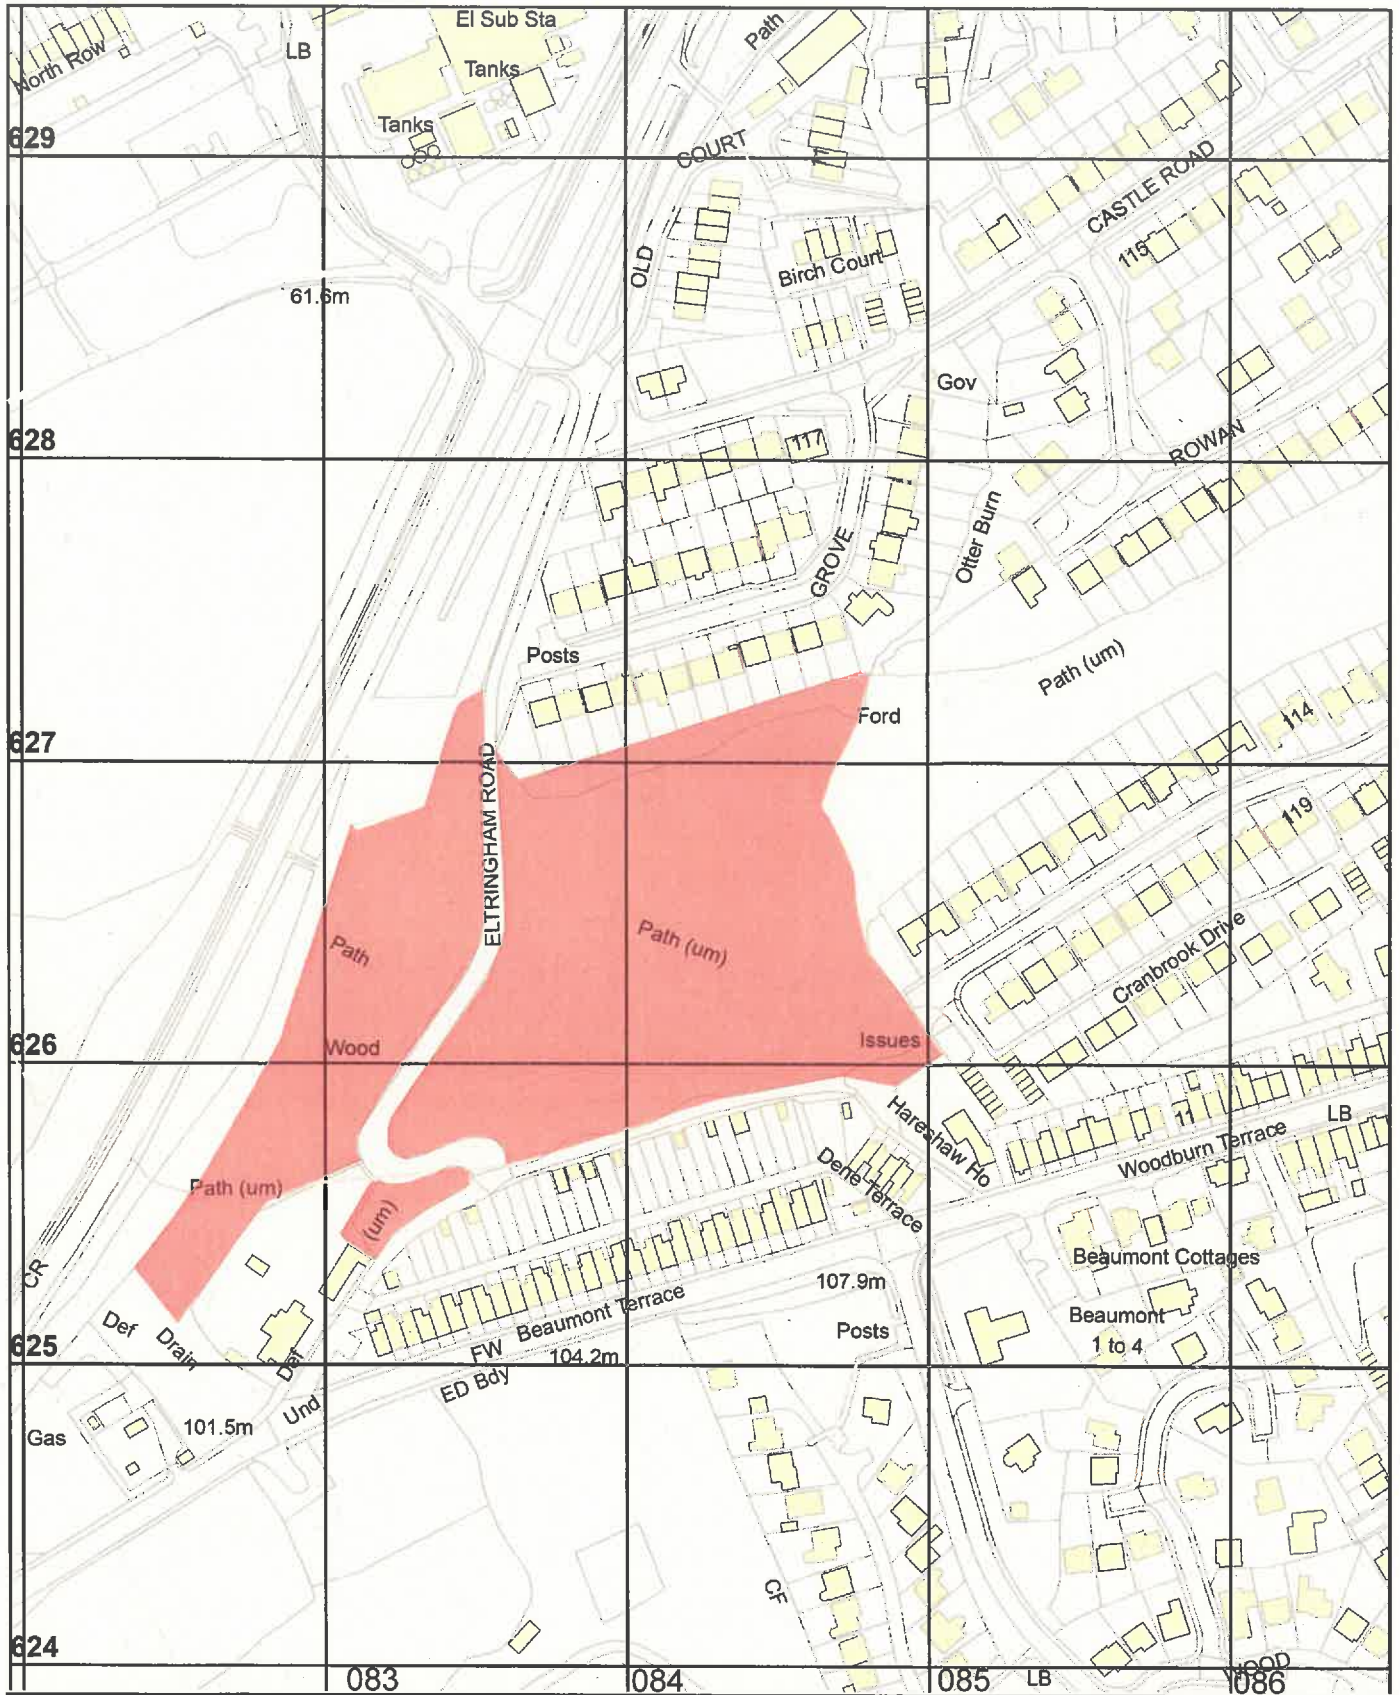 El Sub Sta
LB
Path
North Row
Tanks
Tanks
629
COURT
11
CASTLE ROAD
115
OLD
Birch Court
61.6m
Gov
628
117
ROWAN
Otter Burn
GROVE
Posts
Path (um)
Ford
114
627
ELTRINGHAM ROAD
119
Path
Path (um)
Cranbrook Drive
626
Wood
Issues
Hareshaw Ho
11
LB
Woodburn Terrace
Dene Terrace
Path (um)
(um)
CR
Beaumont Cottages
107.9m
Beaumont
1 to 4
Def
Drain
Def
Beaumont Terrace
Posts
625
FW
104.2m
ED Bdy
Und
101.5m
Gas
CF
624
083
084
085
LB
WOOD
086